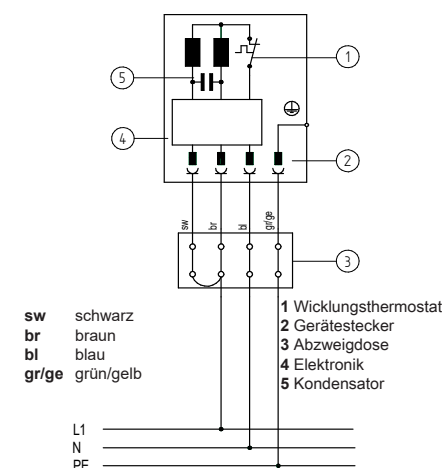 1
5
4
2
sw
br
bl
gr/ge
3
sw schwarz
br braun
bl blau
gr/ge grün/gelb
1 Wicklungsthermostat
2 Gerätestecker
3 Abzweigdose
4 Elektronik
5 Kondensator
L1
N
PE